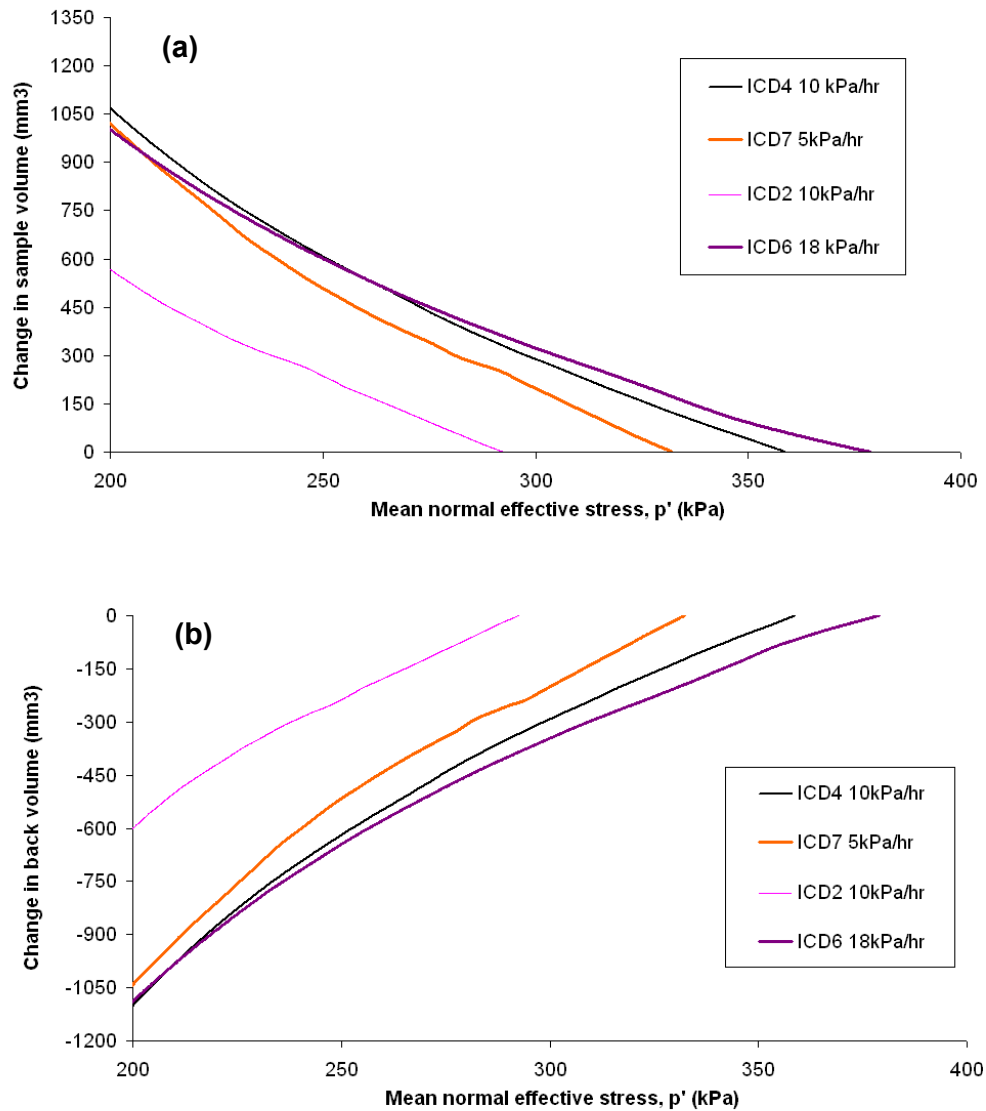 (a)
1350
1200
1050
900
750
600
450
300
150
0
Change in sample volume (mm3)
200
250
300
350
400
Mean normal effective stress, p' (kPa)
ICD4 10 kPa/hr
ICD7 5kPa/hr
ICD2 10kPa/hr
ICD6 18 kPa/hr
(b)
0
-150
-300
-450
-600
-750
-900
-1050
-1200
Change in back volume (mm3)
200
250
300
350
400
Mean normal effective stress, p' (kPa)
ICD4 10kPa/hr
ICD7 5kPa/hr
ICD2 10kPa/hr
ICD6 18kPa/hr